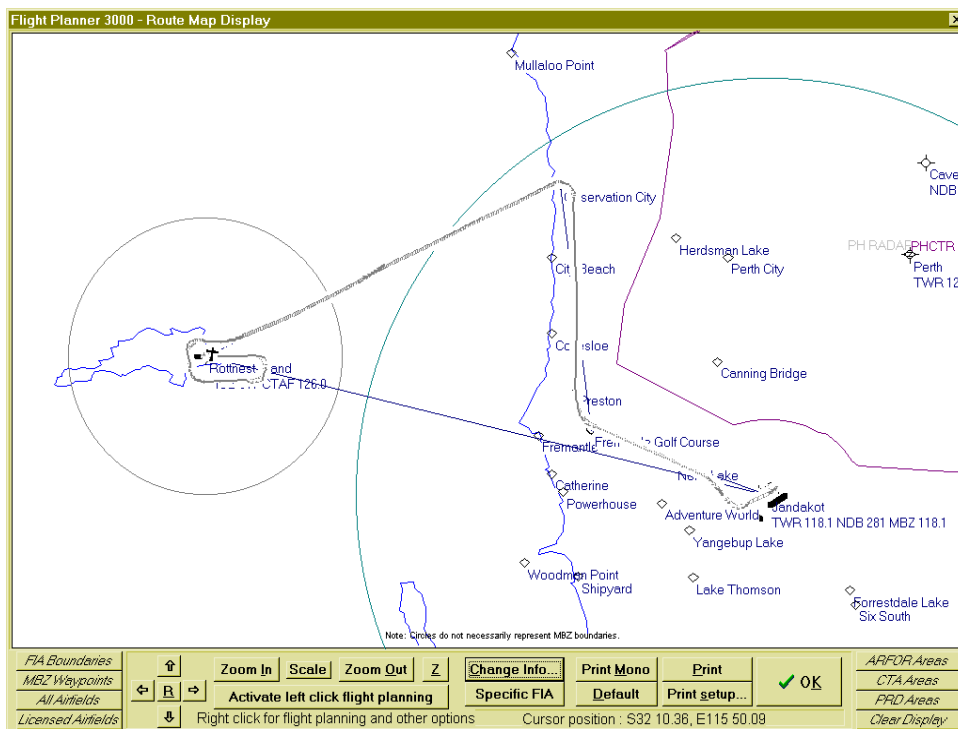 Flight Planner 3000 - Route Map Display
Mullaloo Point
Cave
NDB
servation City
Herdsman Lake
PH RADAR
PHCTR
City Beach
Perth City
Perth
TWR 12
Rottnest
and
CTAF 126.0
Canning Bridge
Preston
Fremantle
Golf Course
Lake
Catherine
Powerhouse
Adventure World
Jandakot
TWR 118.1 NDB 281 MBZ 118.1
Yangebup Lake
Woodman Point
Shipyard
Lake Thomson
Forrestdale Lake
Six South
Note: Circles do not necessarily represent MBZ boundaries.
FIA Boundaries
MBZ Waypoints
All Airfields
Licensed Airfields
R
Zoom In
Scale
Zoom Out
Z
Activate left click flight planning
Change Info...
Specific FIA
Print Mono
Print
Default
Print setup...
OK
ARFOR Areas
CTA Areas
PRD Areas
Clear Display
Right click for flight planning and other options
Cursor position : S32 10.36, E115 50.09